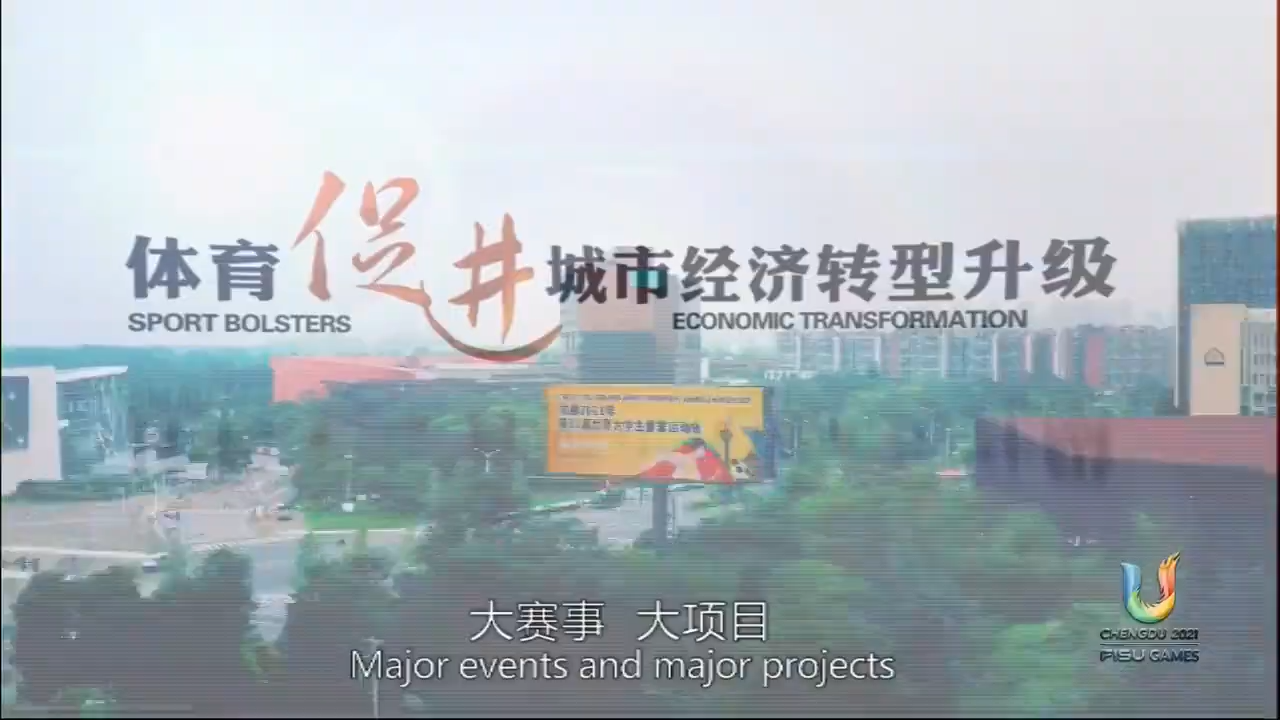 体育促进城市经济转型升级
SPORT BOLSTERS ECONOMIC TRANSFORMATION
大赛事 大项目
Major events and major projects
CHENGDU 2021
FISU GAMES